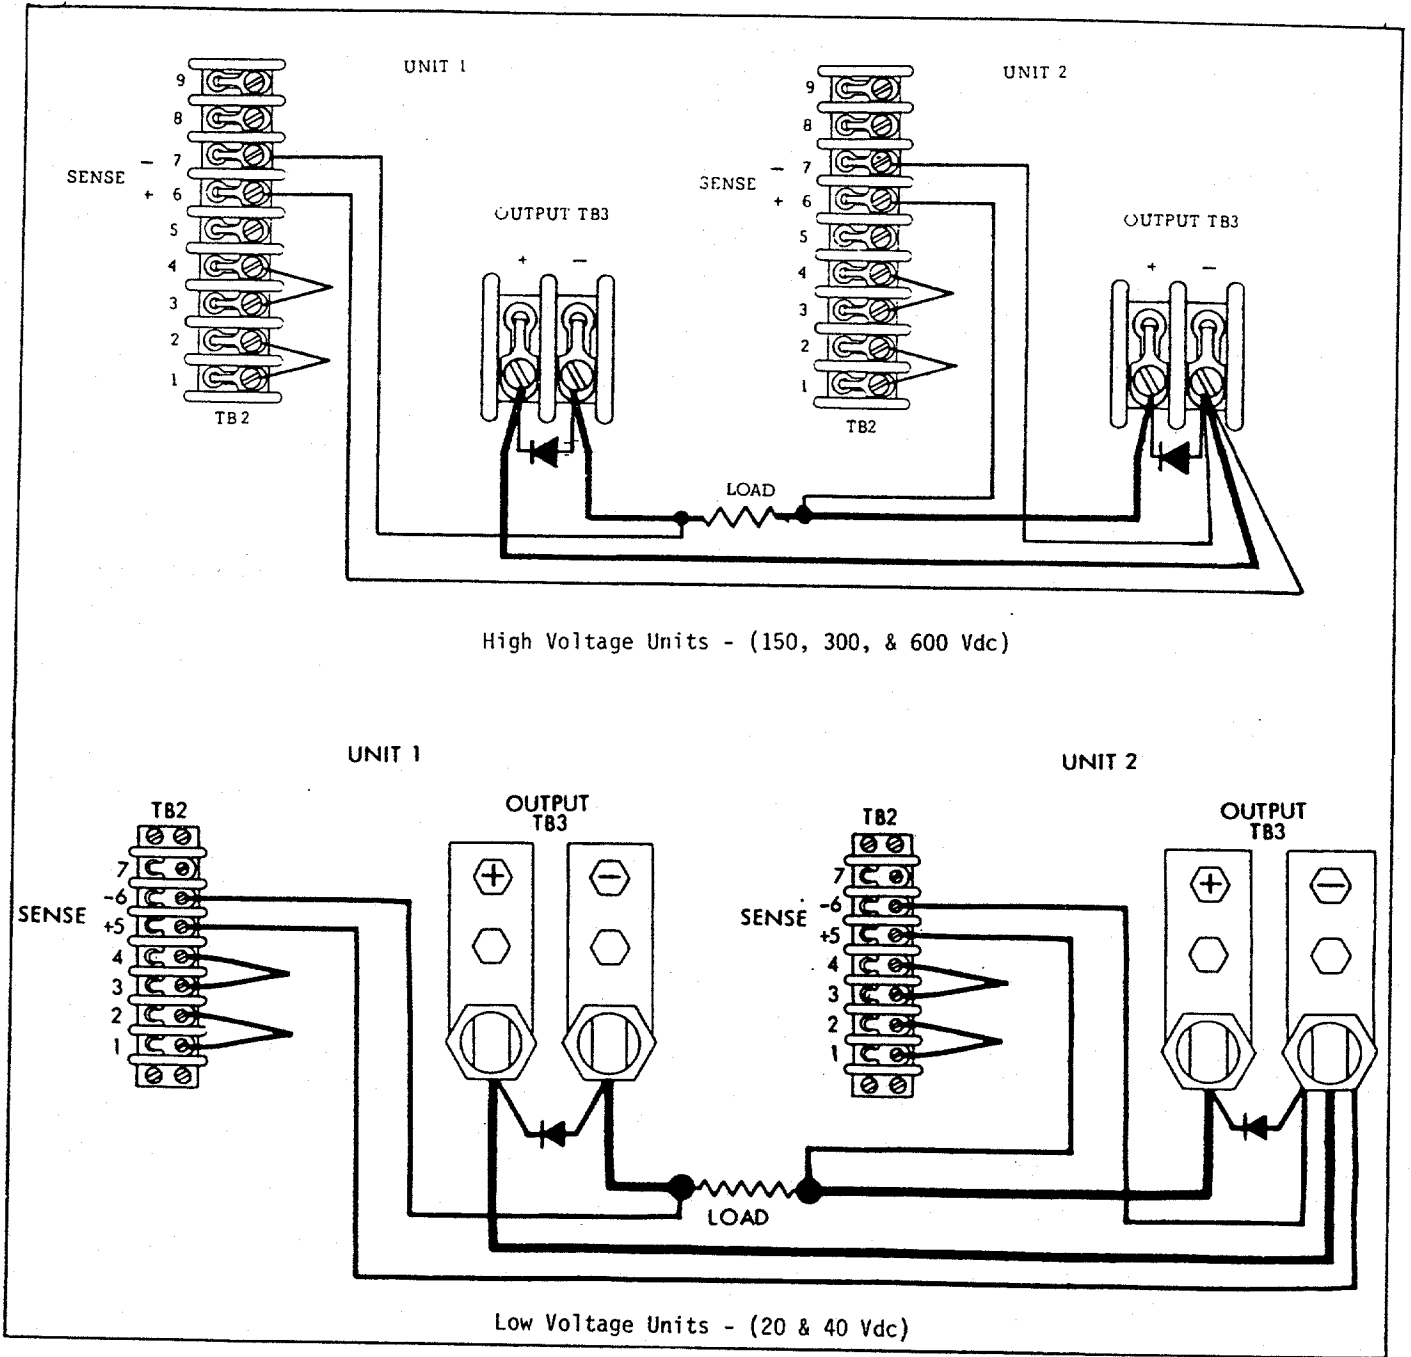 UNIT 1
UNIT 2
9
8
- 7
SENSE
+ 6
5
4
3
2
1
TB2
OUTPUT TB3
+ -
9
8
- 7
SENSE
+ 6
5
4
3
2
1
TB2
OUTPUT TB3
+ -
LOAD
High Voltage Units - (150, 300, & 600 Vdc)
UNIT 1
UNIT 2
TB2
7
-6
SENSE
+5
4
3
2
1
OUTPUT
TB3
+ -
TB2
7
-6
SENSE
+5
4
3
2
1
OUTPUT
TB3
+ -
LOAD
Low Voltage Units - (20 & 40 Vdc)